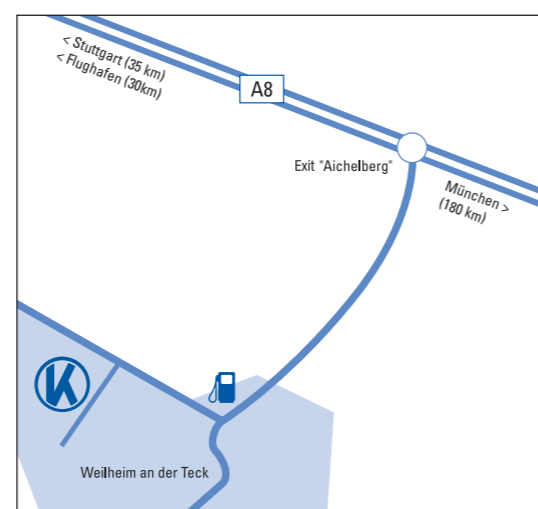 < Stuttgart (35 km)
< Flughafen (30km)
A8
Exit "Aichelberg"
München >
(180 km)
K
Weilheim an der Teck